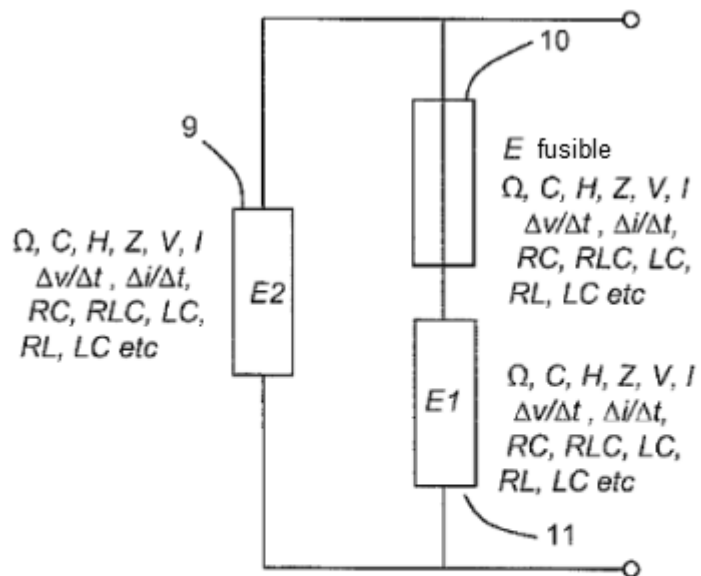 10
9
E fusible
Ω, C, H, Z, V, I
Δv/Δt , Δi/Δt,
RC, RLC, LC,
RL, LC etc
Ω, C, H, Z, V, I
Δv/Δt , Δi/Δt,
RC, RLC, LC,
RL, LC etc
E2
E1
Ω, C, H, Z, V, I
Δv/Δt , Δi/Δt,
RC, RLC, LC,
RL, LC etc
11